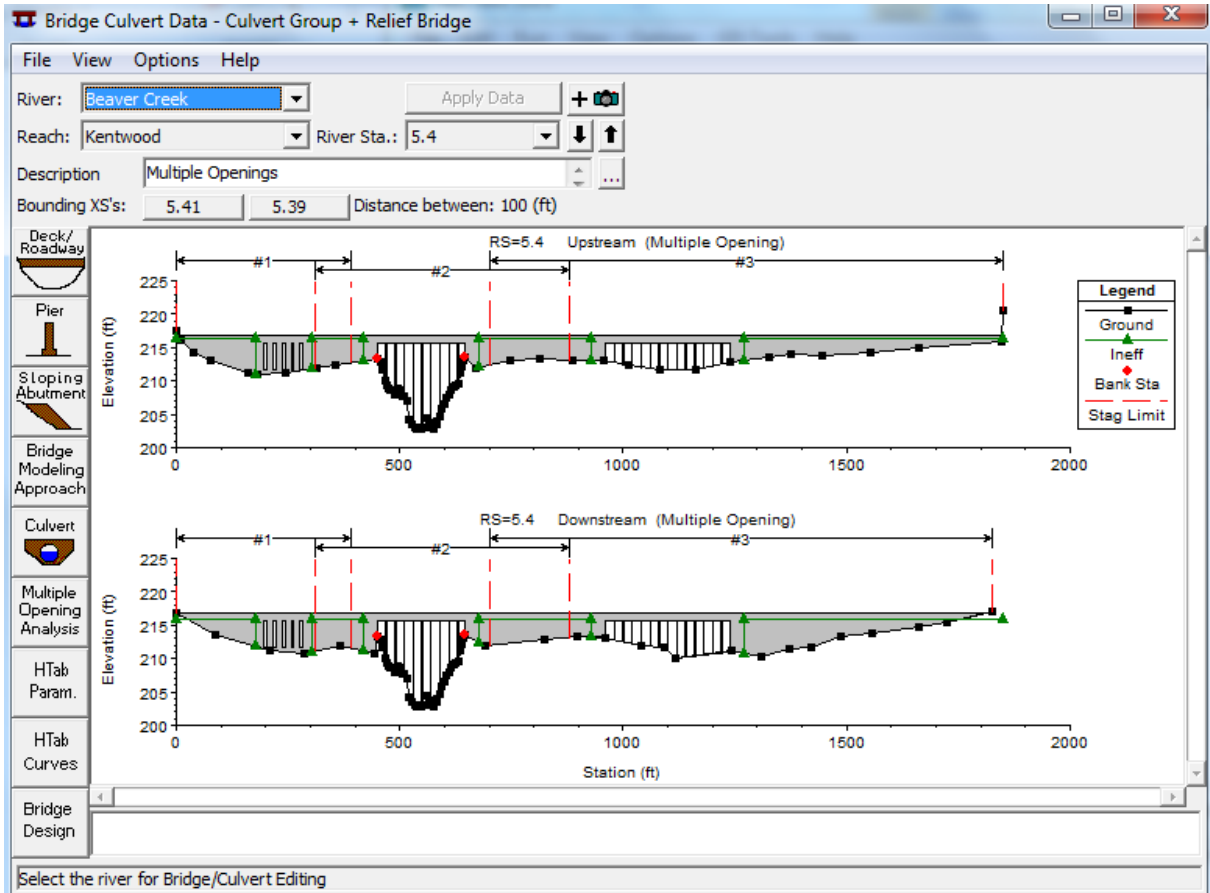 Bridge Culvert Data - Culvert Group + Relief Bridge
File View Options Help
River: Beaver Creek Apply Data +
Reach: Kentwood River Sta.: 5.4
Description Multiple Openings ...
Bounding XS's: 5.41 5.39 Distance between: 100 (ft)
Deck/
Roadway
Pier
Sloping
Abutment
Bridge
Modeling
Approach
Culvert
Multiple
Opening
Analysis
HTab
Param.
HTab
Curves
Bridge
Design
RS=5.4 Upstream (Multiple Opening)
#1 #2 #3
225
220
215
210
205
200
Elevation (ft)
0 500 1000 1500 2000
Legend
Ground
Ineff
Bank Sta
Stag Limit
RS=5.4 Downstream (Multiple Opening)
#1 #2 #3
225
220
215
210
205
200
Elevation (ft)
0 500 1000 1500 2000
Station (ft)
Select the river for Bridge/Culvert Editing